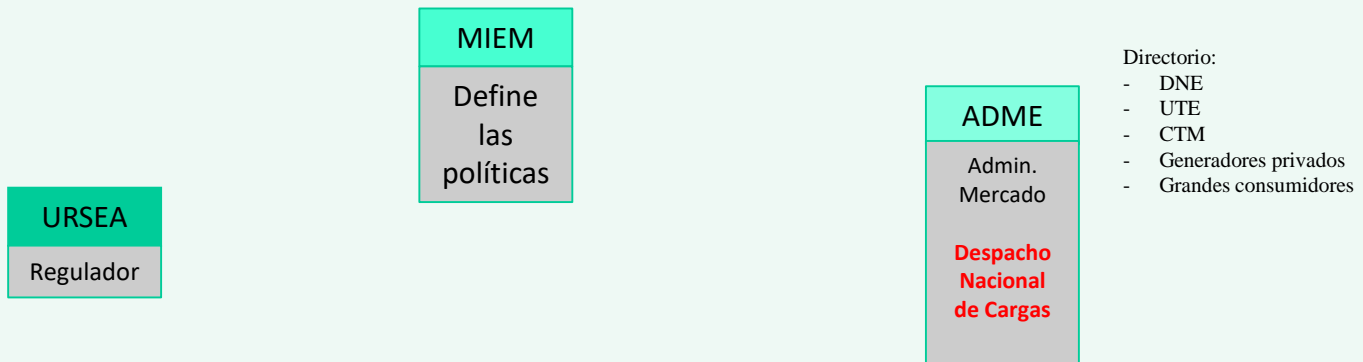 MIEM
Define
las
políticas
URSEA
Regulador
ADME
Admin.
Mercado
Despacho
Nacional
de Cargas
Directorio:
- DNE
- UTE
- CTM
- Generadores privados
- Grandes consumidores